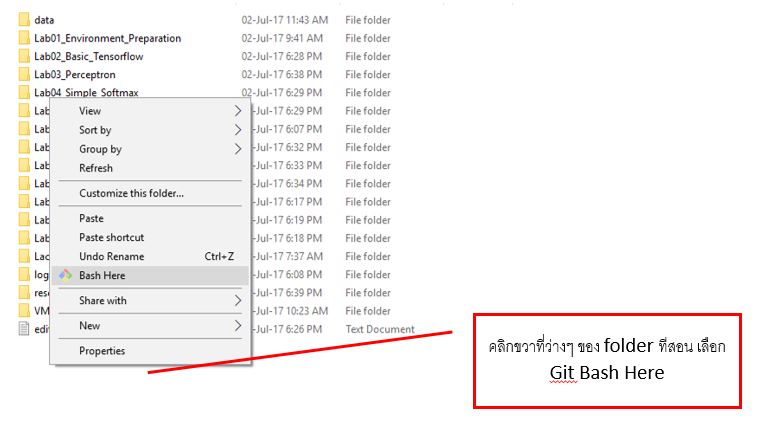 data 02-Jul-17 11:43 AM File folder
Lab01_Environment_Preparation 02-Jul-17 9:41 AM File folder
Lab02_Basic_Tensorflow 02-Jul-17 6:28 PM File folder
Lab03_Perceptron 02-Jul-17 6:38 PM File folder
Lab04_Simple_Softmax 02-Jul-17 6:29 PM File folder
Lab -Jul-17 6:29 PM File folder
Lab -Jul-17 6:07 PM File folder
Lab -Jul-17 6:32 PM File folder
Lab -Jul-17 6:33 PM File folder
Lab -Jul-17 6:34 PM File folder
Lab -Jul-17 6:17 PM File folder
Lab -Jul-17 6:19 PM File folder
Lab -Jul-17 6:18 PM File folder
Lac -Jul-17 7:37 AM File folder
log -Jul-17 6:08 PM File folder
rese -Jul-17 6:39 PM File folder
VM -Jul-17 10:23 AM File folder
edi -Jul-17 6:26 PM Text Document
View
Sort by
Group by
Refresh
Customize this folder...
Paste
Paste shortcut
Undo Rename Ctrl+Z
Bash Here
Share with
New
Properties
คลิกขวาที่ว่างๆ ของ folder ที่สอน เลือก
Git Bash Here